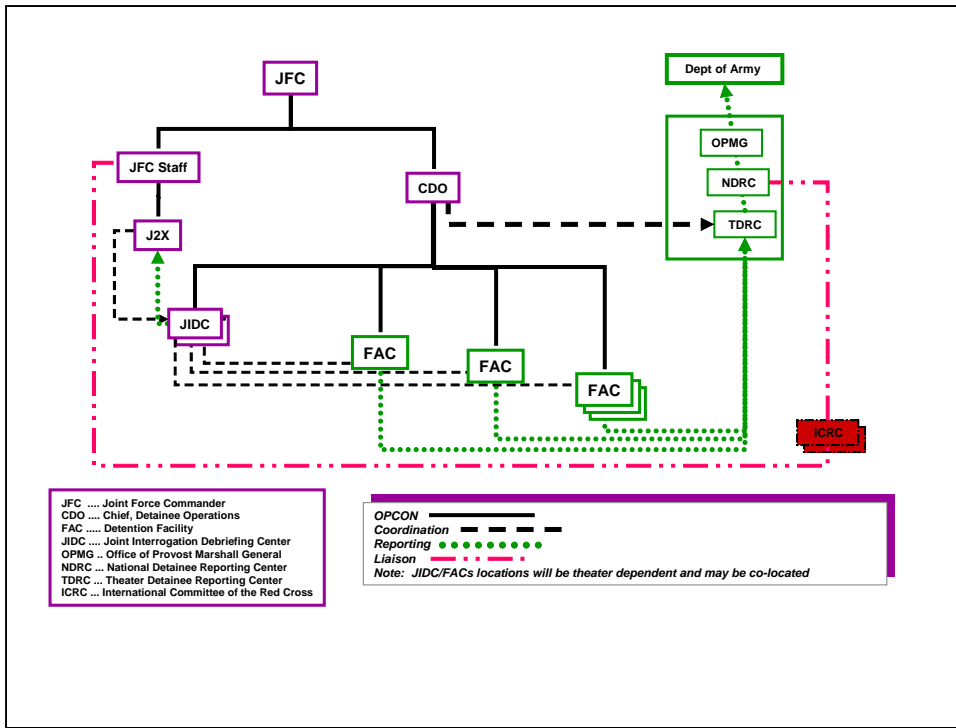 JFC
Dept of Army
OPMG
JFC Staff
CDO
NDRC
TDRC
J2X
JIDC
FAC
FAC
FAC
ICRC
JFC .... Joint Force Commander
CDO .... Chief, Detainee Operations
FAC ..... Detention Facility
JIDC .... Joint Interrogation Debriefing Center
OPMG .. Office of Provost Marshall General
NDRC ... National Detainee Reporting Center
TDRC ... Theater Detainee Reporting Center
ICRC ... International Committee of the Red Cross
OPCON
Coordination
Reporting
Liaison
Note: JIDC/FACs locations will be theater dependent and may be co-located